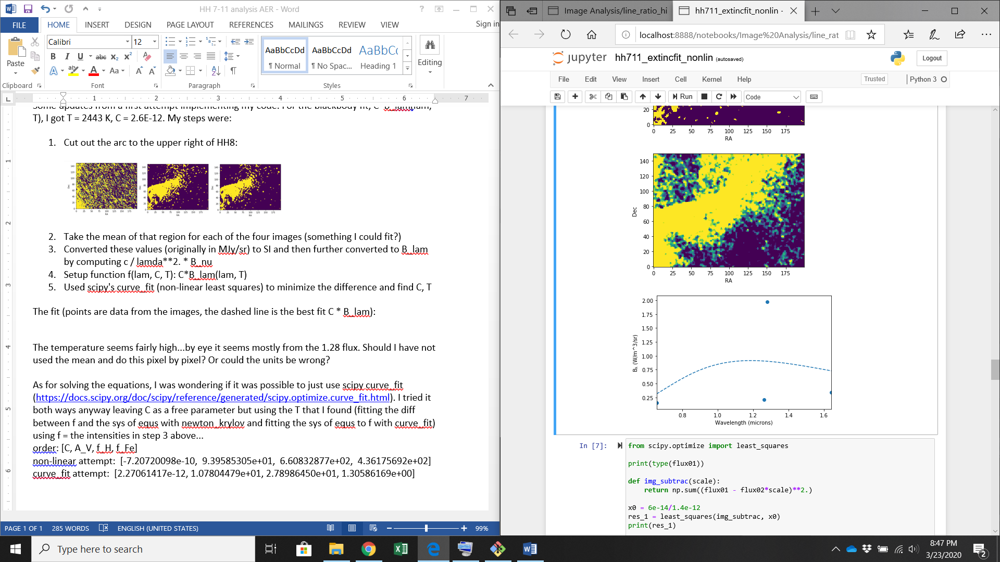 HH 7-11 analysis AER - Word
FILE
HOME
INSERT
DESIGN
PAGE LAYOUT
REFERENCES
MAILINGS
REVIEW
VIEW
Sign in
Calibri
12
Paste
Clipboard
Font
Paragraph
AaBbCcDd
¶ Normal
AaBbCcDd
¶ No Spac...
AaBbCc
Heading 1
Styles
Editing
T), I got T = 2443 K, C = 2.6E-12. My steps were:
1. Cut out the arc to the upper right of HH8:
2. Take the mean of that region for each of the four images (something I could fit?)
3. Converted these values (originally in MJy/sr) to SI and then further converted to B_lam
by computing c / lamda**2. * B_nu
4. Setup function f(lam, C, T): C*B_lam(lam, T)
5. Used scipy's curve_fit (non-linear least squares) to minimize the difference and find C, T
The fit (points are data from the images, the dashed line is the best fit C * B_lam):
The temperature seems fairly high...by eye it seems mostly from the 1.28 flux. Should I have not
used the mean and do this pixel by pixel? Or could the units be wrong?
As for solving the equations, I was wondering if it was possible to just use scipy curve_fit
(https://docs.scipy.org/doc/scipy/reference/generated/scipy.optimize.curve_fit.html). I tried it
both ways anyway leaving C as a free parameter but using the T that I found (fitting the diff
between f and the sys of equs with newton_krylov and fitting the sys of equs to f with curve_fit)
using f = the intensities in step 3 above...
order: [C, A_V, f_H, f_Fe]
non-linear attempt: [-7.20720098e-10, 9.39585305e+01, 6.60832877e+02, 4.36175692e+02]
curve_fit attempt: [2.27061417e-12, 1.07804479e+01, 2.78986450e+01, 1.30586169e+00]
PAGE 1 OF 1
285 WORDS
ENGLISH (UNITED STATES)
99%
Image Analysis/line_ratio_hi
hh711_extincfit_nonlin -
localhost:8888/notebooks/Image%20Analysis/line_rat
jupyter
hh711_extincfit_nonlin (autosaved)
Logout
File
Edit
View
Insert
Cell
Kernel
Help
Trusted
Python 3
Run
Code
20
0
0 25 50 75 100 125 150 175
RA
140
120
100
80
60
40
20
0
Dec
0 25 50 75 100 125 150 175
RA
2.00
1.75
1.50
1.25
1.00
0.75
0.50
0.25
Bλ (W/m^3/sr)
0.8 1.0 1.2 1.4 1.6
Wavelength (microns)
In [7]:
from scipy.optimize import least_squares
print(type(flux01))
def img_subtrac(scale):
return np.sum((flux01 - flux02*scale)**2.)
x0 = 6e-14/1.4e-12
res_1 = least_squares(img_subtrac, x0)
print(res_1)
Type here to search
8:47 PM
3/23/2020
2